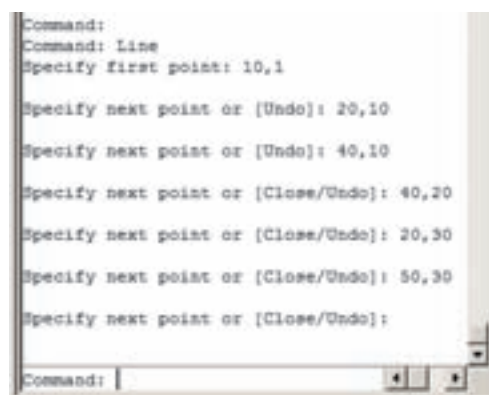 Command:
Command: Line
Specify first point: 10,1
Specify next point or [Undo]: 20,10
Specify next point or [Undo]: 40,10
Specify next point or [Close/Undo]: 40,20
Specify next point or [Close/Undo]: 20,30
Specify next point or [Close/Undo]: 50,30
Specify next point or [Close/Undo]:
Command: